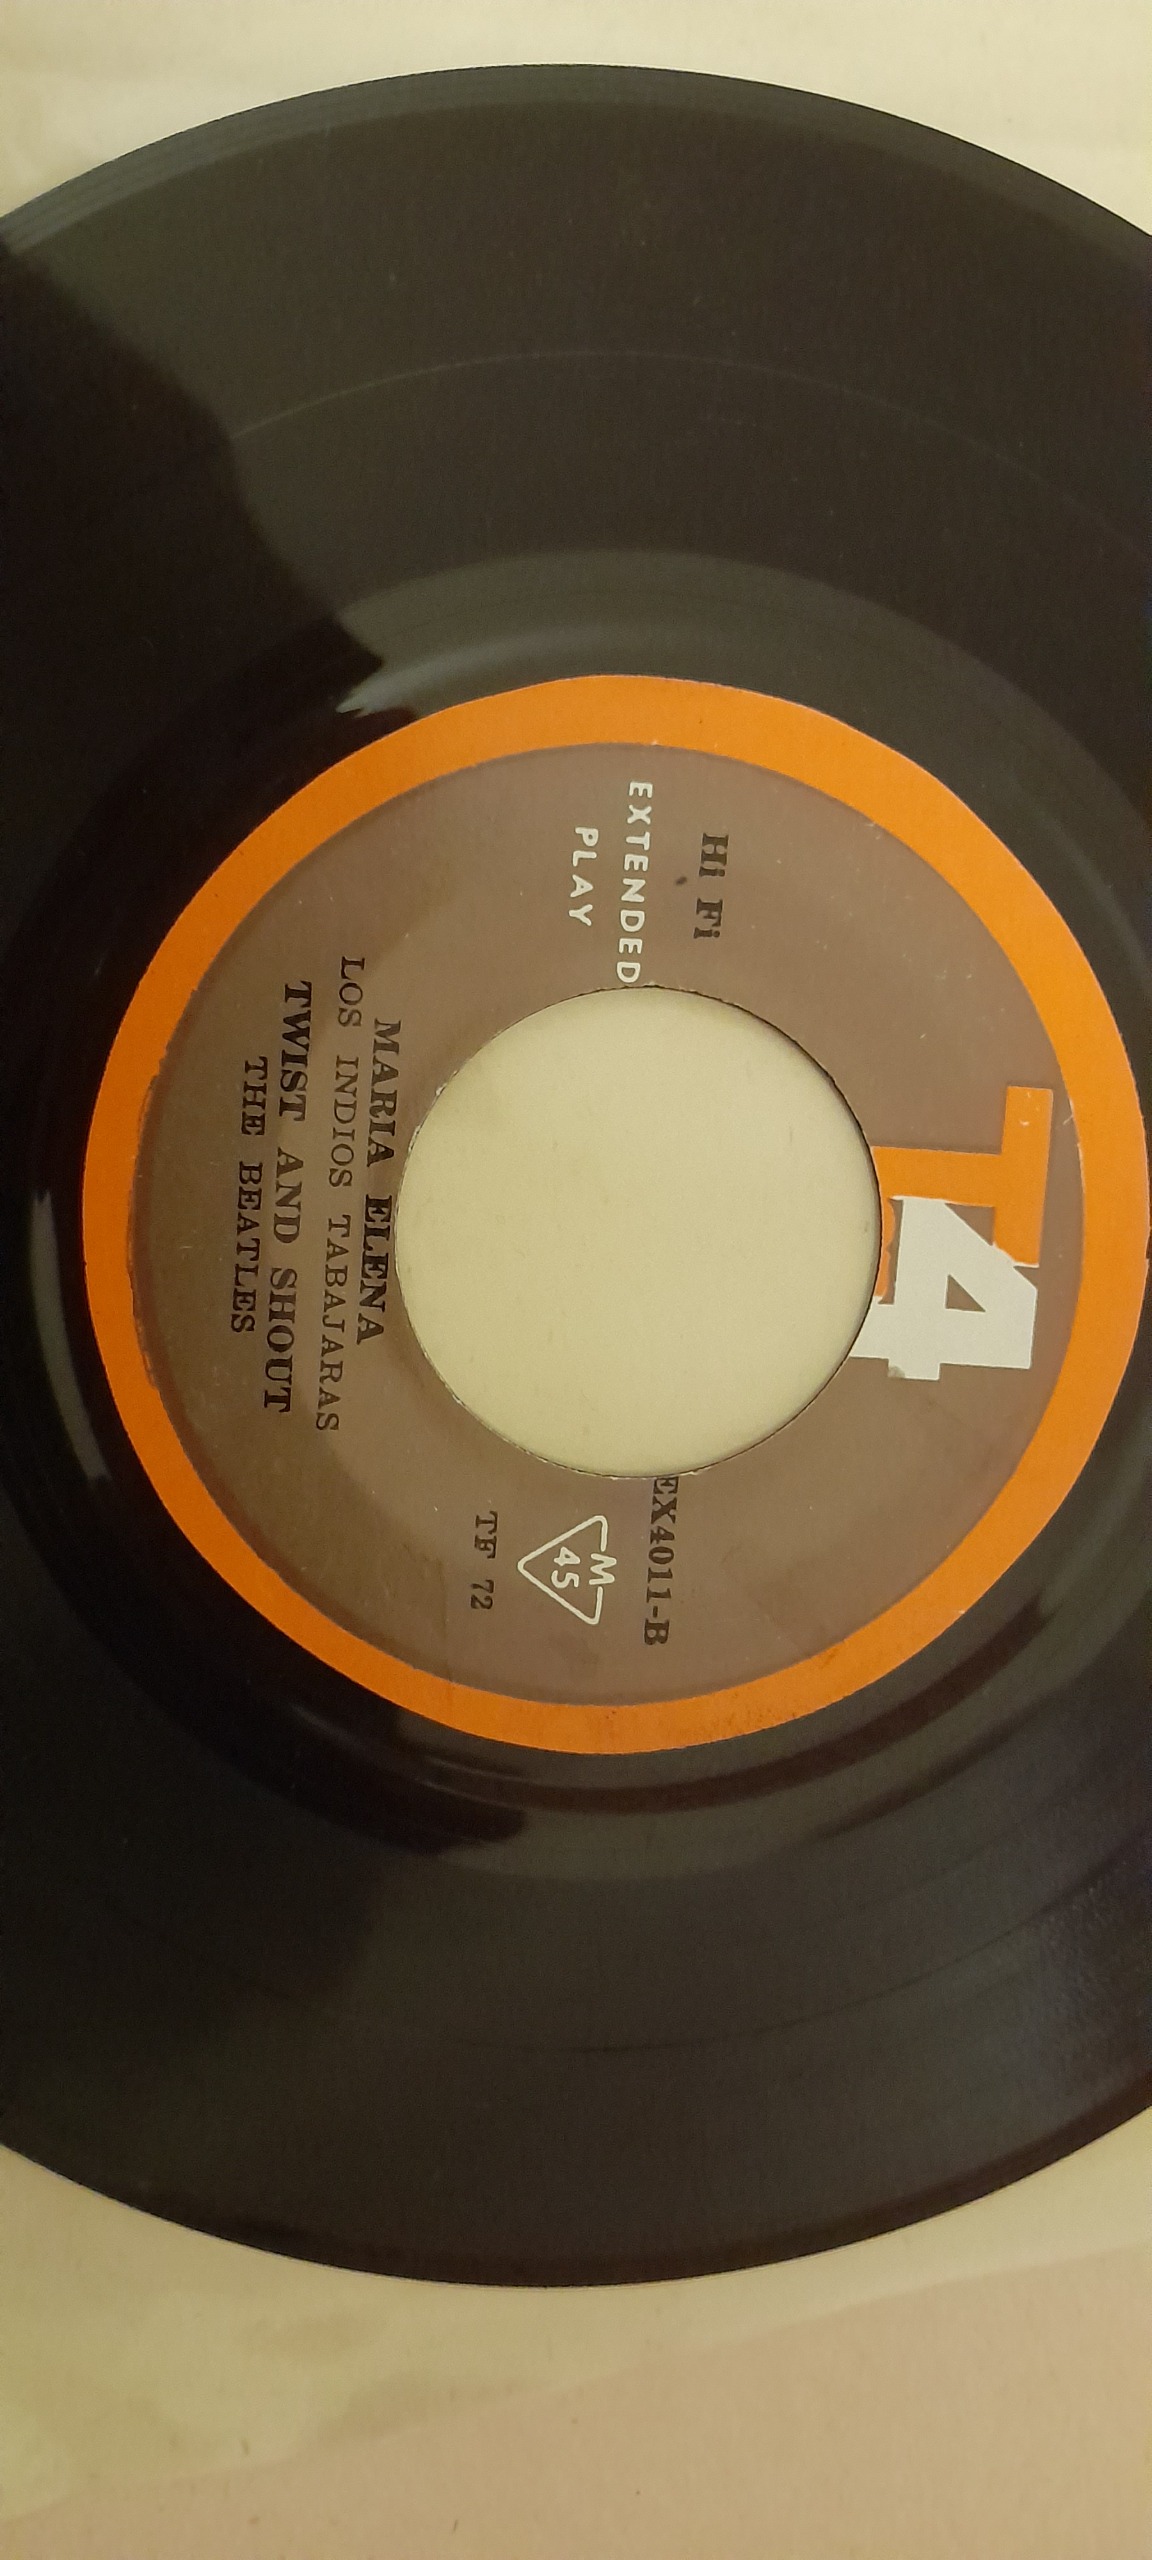 T4
Hi Fi
EXTENDED
PLAY
EX4011-B
M
45
TF 72
MARIA ELENA
LOS INDIOS TABAJARAS
TWIST AND SHOUT
THE BEATLES